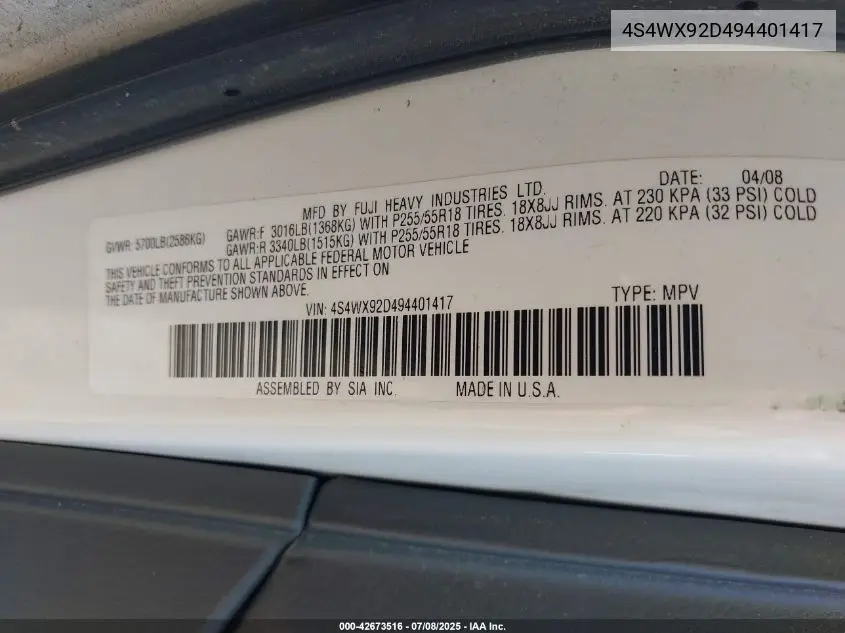 4S4WX92D494401417
MFD BY FUJI HEAVY INDUSTRIES LTD. DATE: 04/08
GVWR: 5700LB(2586KG) GAWR:F 3016LB(1368KG) WITH P255/55R18 TIRES. 18X8JJ RIMS. AT 230 KPA (33 PSI) COLD
GAWR:R 3340LB(1515KG) WITH P255/55R18 TIRES. 18X8JJ RIMS. AT 220 KPA (32 PSI) COLD
THIS VEHICLE CONFORMS TO ALL APPLICABLE FEDERAL MOTOR VEHICLE
SAFETY AND THEFT PREVENTION STANDARDS IN EFFECT ON
THE DATE OF MANUFACTURE SHOWN ABOVE.
VIN: 4S4WX92D494401417 TYPE: MPV
ASSEMBLED BY SIA INC. MADE IN U.S.A.
000-42673516 - 07/08/2025 - IAA Inc.